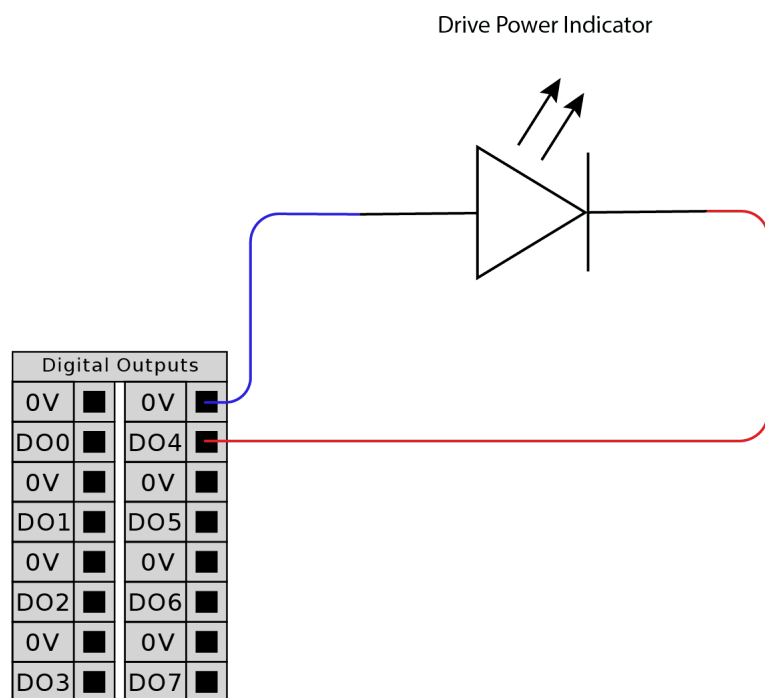 Drive Power Indicator
Digital Outputs
0V 0V
DO0 DO4
0V 0V
DO1 DO5
0V 0V
DO2 DO6
0V 0V
DO3 DO7